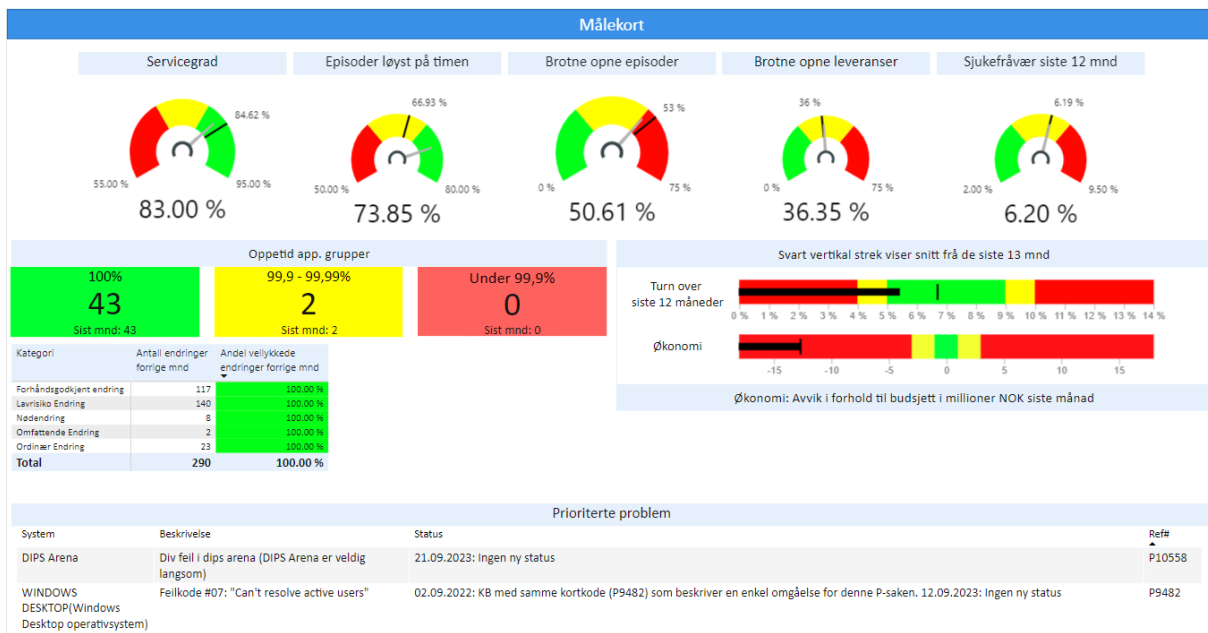 Målekort
Servicegrad
Episoder løyst på timen
Brotne opne episoder
Brotne opne leveranser
Sjukefråvær siste 12 mnd
84.62 %
55.00 %
95.00 %
83.00 %
66.93 %
50.00 %
80.00 %
73.85 %
53 %
0 %
75 %
50.61 %
36 %
0 %
75 %
36.35 %
6.19 %
2.00 %
9.50 %
6.20 %
Oppetid app. grupper
100%
43
Sist mnd: 43
99,9 - 99,99%
2
Sist mnd: 2
Under 99,9%
0
Sist mnd: 0
Svart vertikal strek viser snitt frå de siste 13 mnd
Turn over
siste 12 måneder
0 % 1 % 2 % 3 % 4 % 5 % 6 % 7 % 8 % 9 % 10 % 11 % 12 % 13 % 14 %
Økonomi
-15 -10 -5 0 5 10 15
Økonomi: Avvik i forhold til budsjett i millioner NOK siste månad
Kategori Antall endringer Andel vellykkede
forrige mnd endringer forrige mnd
Forhåndsgodkjent endring 117 100.00 %
Lavrisiko Endring 140 100.00 %
Nødendring 8 100.00 %
Omfattende Endring 2 100.00 %
Ordinær Endring 23 100.00 %
Total 290 100.00 %
Prioriterte problem
System Beskrivelse Status Ref#
DIPS Arena Div feil i dips arena (DIPS Arena er veldig 21.09.2023: Ingen ny status P10558
langsom)
WINDOWS Feilkode #07: "Can't resolve active users" 02.09.2022: KB med samme kortkode (P9482) som beskriver en enkel omgåelse for denne P-saken. 12.09.2023: Ingen ny status P9482
DESKTOP(Windows
Desktop operativsystem)